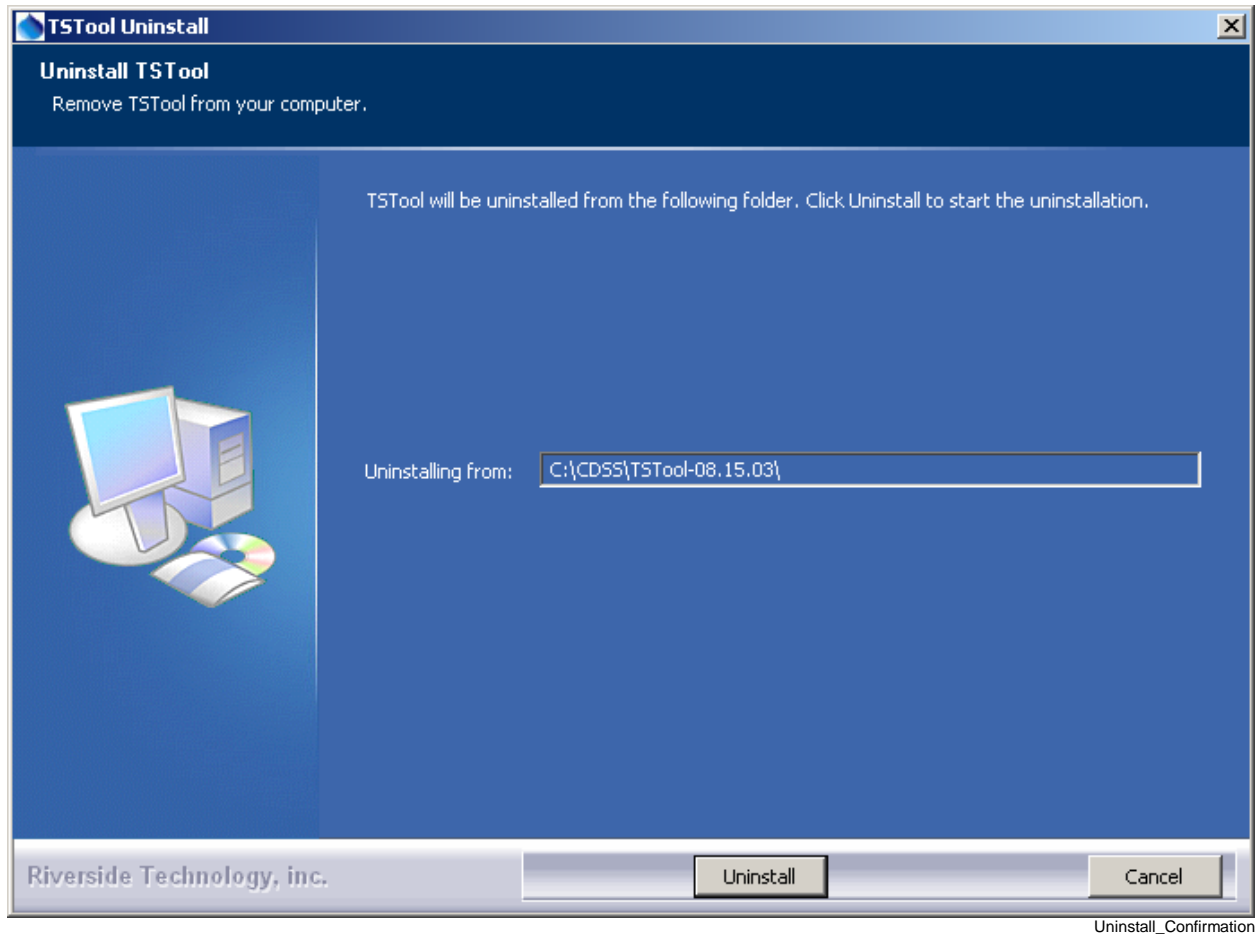 TSTool Uninstall
Uninstall TSTool
Remove TSTool from your computer.
TSTool will be uninstalled from the following folder. Click Uninstall to start the uninstallation.
Uninstalling from: C:\CDSS\TSTool-08.15.03\
Riverside Technology, inc.
Uninstall
Cancel
Uninstall_Confirmation